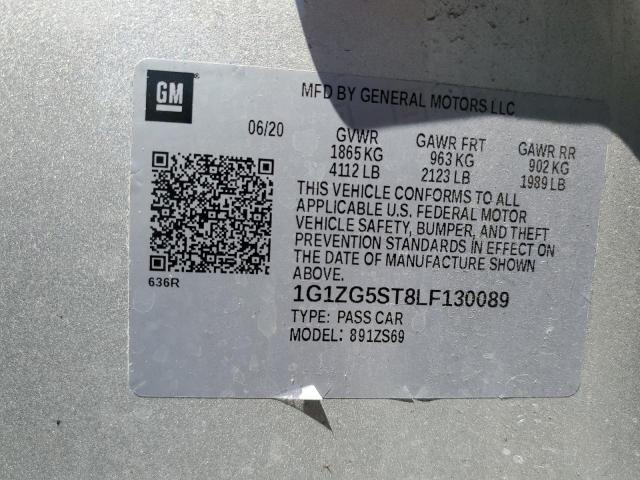 GM
MFD BY GENERAL MOTORS LLC
06/20 GVWR GAWR FRT GAWR RR
1865 KG 963 KG 902 KG
4112 LB 2123 LB 1989 LB
THIS VEHICLE CONFORMS TO ALL
APPLICABLE U.S. FEDERAL MOTOR
VEHICLE SAFETY, BUMPER, AND THEFT
PREVENTION STANDARDS IN EFFECT ON
THE DATE OF MANUFACTURE SHOWN
ABOVE.
636R
1G1ZG5ST8LF130089
TYPE: PASS CAR
MODEL: 891ZS69